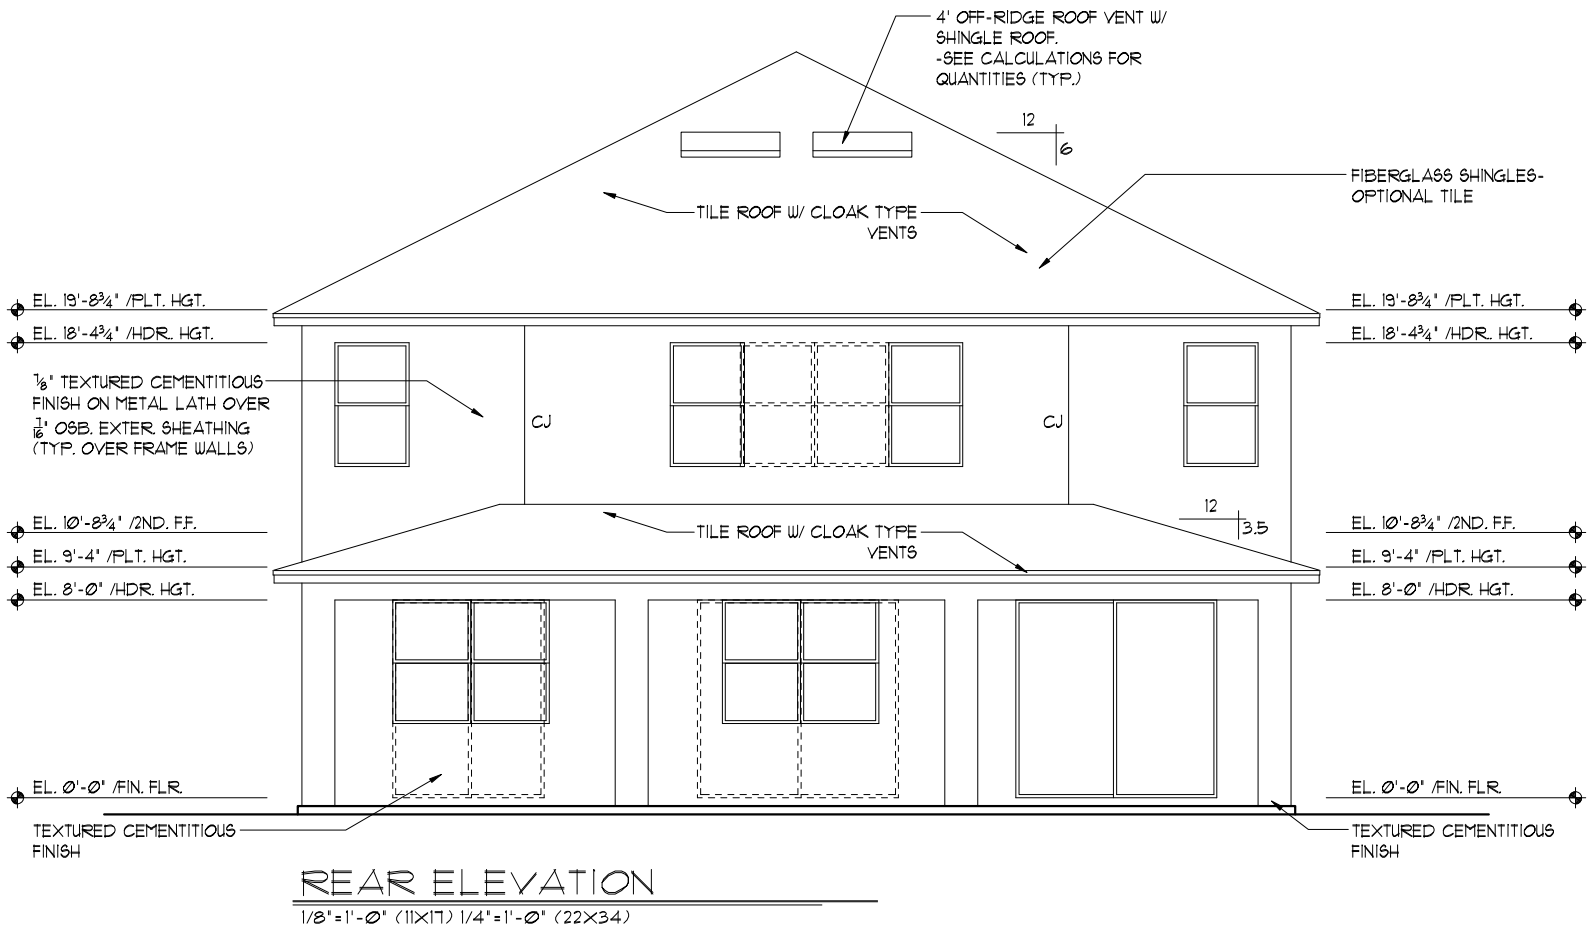 4' OFF-RIDGE ROOF VENT W/
SHINGLE ROOF.
-SEE CALCULATIONS FOR
QUANTITIES (TYP.)
12
6
FIBERGLASS SHINGLES-
OPTIONAL TILE
TILE ROOF W/ CLOAK TYPE
VENTS
EL. 19'-8¾" /PLT. HGT.
EL. 18'-4¾" /HDR. HGT.
EL. 19'-8¾" /PLT. HGT.
EL. 18'-4¾" /HDR. HGT.
⅞" TEXTURED CEMENTITIOUS
FINISH ON METAL LATH OVER
7/16" OSB. EXTER. SHEATHING
(TYP. OVER FRAME WALLS)
CJ
CJ
12
3.5
EL. 10'-8¾" /2ND. F.F.
EL. 9'-4" /PLT. HGT.
EL. 8'-0" /HDR. HGT.
TILE ROOF W/ CLOAK TYPE
VENTS
EL. 10'-8¾" /2ND. F.F.
EL. 9'-4" /PLT. HGT.
EL. 8'-0" /HDR. HGT.
EL. 0'-0" /FIN. FLR.
EL. 0'-0" /FIN. FLR.
TEXTURED CEMENTITIOUS
FINISH
TEXTURED CEMENTITIOUS
FINISH
REAR ELEVATION
1/8"=1'-0" (11X17) 1/4"=1'-0" (22X34)